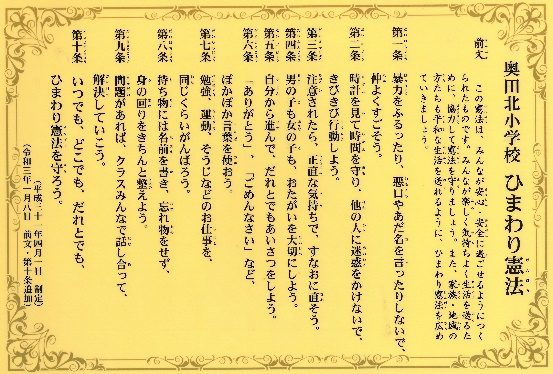 奥田北小学校 ひまわり憲法
前文
この憲法は、みんなが安心・安全に過ごせるようにつく
られたものです。みんなが楽しく気持ちよく生活を送るた
めに、協力して憲法を守りましょう。また、家族・地域の
方たちも平和な生活を送れるように、ひまわり憲法を広め
ていきましょう。
第一条 暴力をふるったり、悪口やあだ名を言ったりしないで、
仲よくすごそう。
第二条 時計を見て時間を守り、他の人に迷惑をかけないで、
きびきび行動しよう。
第三条 注意されたら、正直な気持ちで、すなおに直そう。
第四条 男の子も女の子も、おたがいを大切にしよう。
第五条 自分から進んで、だれとでもあいさつをしよう。
第六条 「ありがとう」、「ごめんなさい」など、
ぽかぽか言葉を使おう。
第七条 勉強、運動、そうじなどのお仕事を、
同じくらいがんばろう。
第八条 持ち物には名前を書き、忘れ物をせず、
身の回りをきちんと整えよう。
第九条 問題があれば、クラスみんなで話し合って、
解決していこう。
第十条 いつでも、どこでも、だれとでも、
ひまわり憲法を守ろう。
(平成三十年四月一日 制定)
(令和三年一月八日 前文・第十条追加)